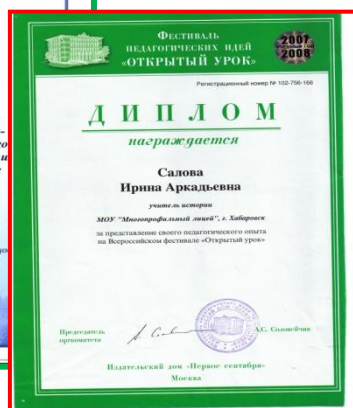 Фестиваль
педагогических идей
«ОТКРЫТЫЙ УРОК»
2007
2008
Регистрационный номер № 102-756-166
ДИПЛОМ
награждается
Салова
Ирина Аркадьевна
учитель истории
МОУ "Многопрофильный лицей", г. Хабаровск
за представление своего педагогического опыта
на Всероссийском фестивале «Открытый урок»
Председатель
оргкомитета
А.С. Соловейчик
Издательский дом «Первое сентября»
Москва